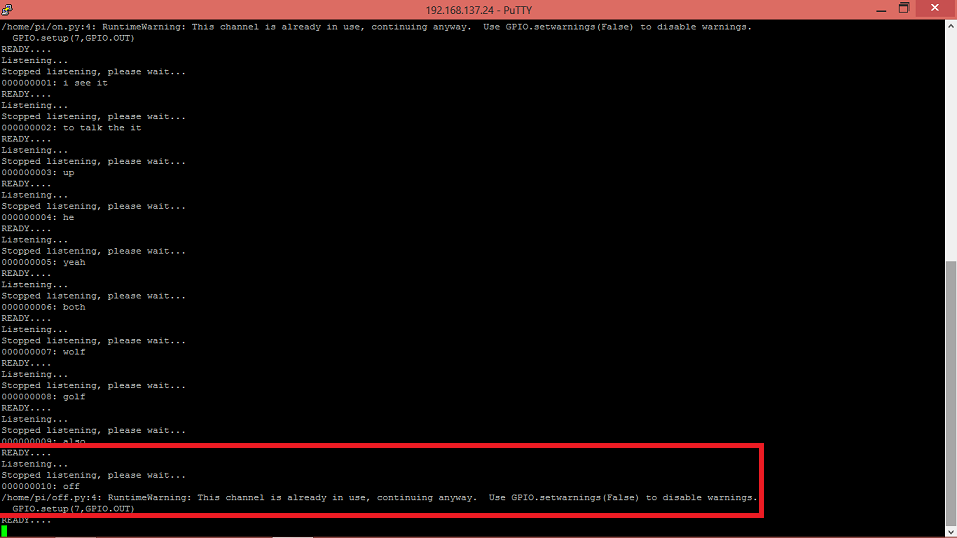 192.168.137.24 - PuTTY
/home/pi/on.py:4: RuntimeWarning: This channel is already in use, continuing anyway.  Use GPIO.setwarnings(False) to disable warnings.
  GPIO.setup(7,GPIO.OUT)
READY....
Listening...
Stopped listening, please wait...
000000001: i see it
READY....
Listening...
Stopped listening, please wait...
000000002: to talk the it
READY....
Listening...
Stopped listening, please wait...
000000003: up
READY....
Listening...
Stopped listening, please wait...
000000004: he
READY....
Listening...
Stopped listening, please wait...
000000005: yeah
READY....
Listening...
Stopped listening, please wait...
000000006: both
READY....
Listening...
Stopped listening, please wait...
000000007: wolf
READY....
Listening...
Stopped listening, please wait...
000000008: golf
READY....
Listening...
Stopped listening, please wait...
000000009: also
READY....
Listening...
Stopped listening, please wait...
000000010: off
/home/pi/off.py:4: RuntimeWarning: This channel is already in use, continuing anyway.  Use GPIO.setwarnings(False) to disable warnings.
  GPIO.setup(7,GPIO.OUT)
READY....